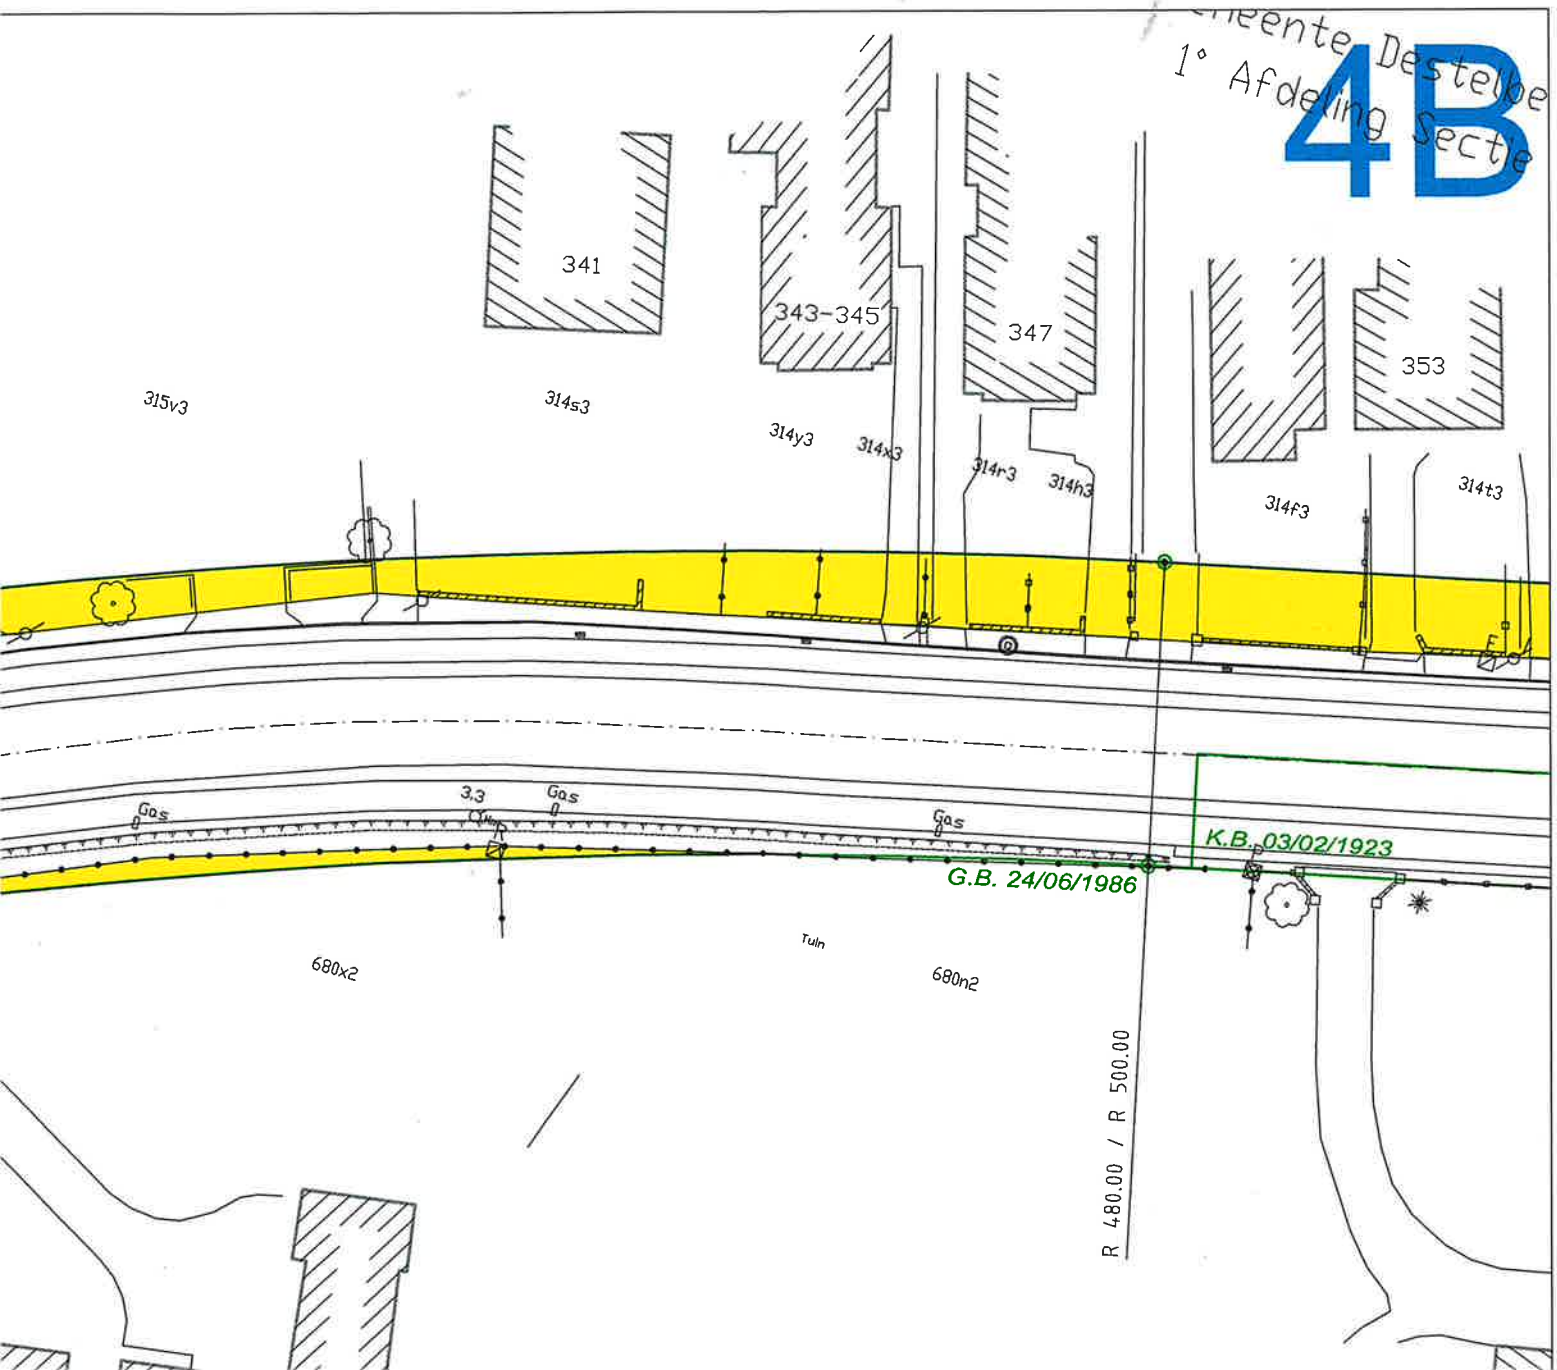 Destelbe
1° Afdeling Sectie
4B
341
343-345
347
353
315v3
314s3
314y3
314x3
314r3
314h3
314f3
314t3
Gas
3.3
Gas
Gas
K.B. 03/02/1923
G.B. 24/06/1986
680x2
Tuin
680n2
R 480.00 / R 500.00